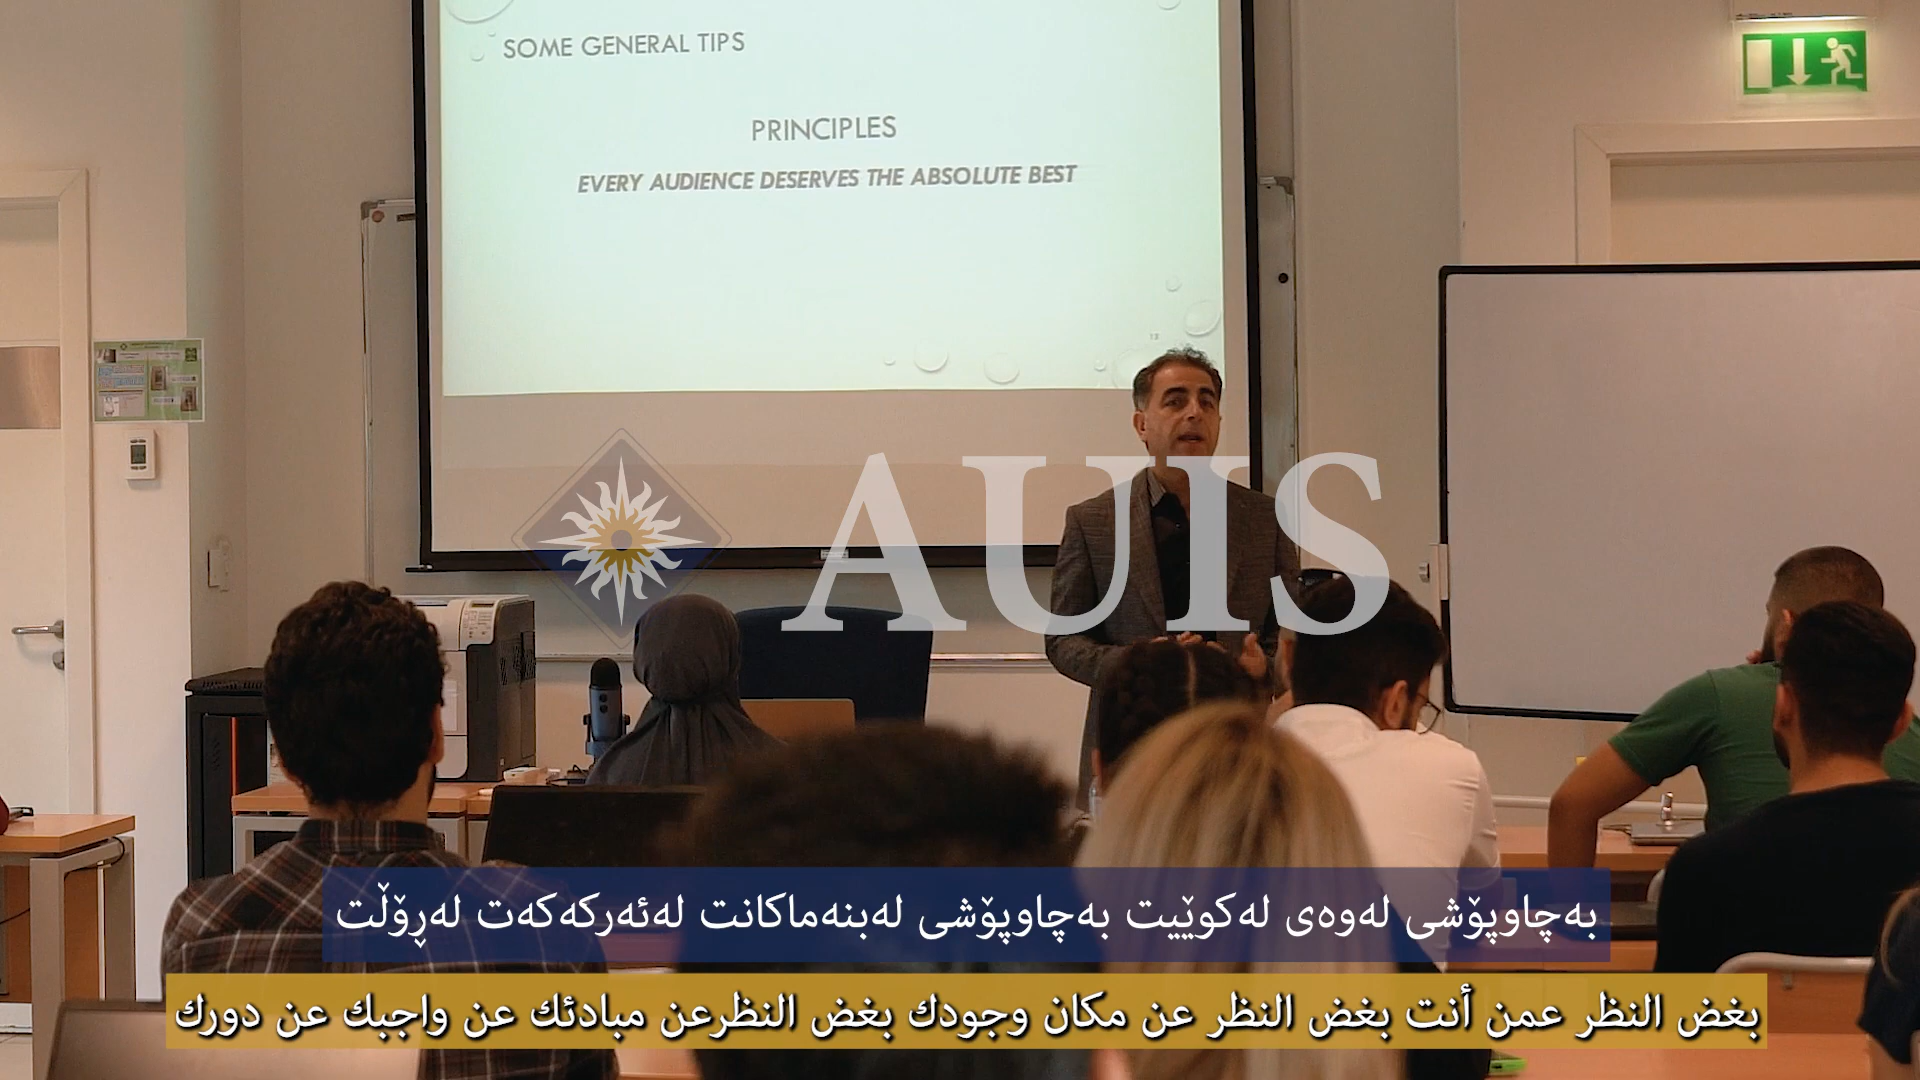 SOME GENERAL TIPS
PRINCIPLES
EVERY AUDIENCE DESERVES THE ABSOLUTE BEST
AUIS
بەچاوپۆشی لەوەی لەکوێییت بەچاوپۆشی لەبنەماکانت لەئەرکەکەت لەڕۆڵت
بغض النظر عمن أنت بغض النظر عن مكان وجودك بغض النظرعن مبادئك عن واجبك عن دورك